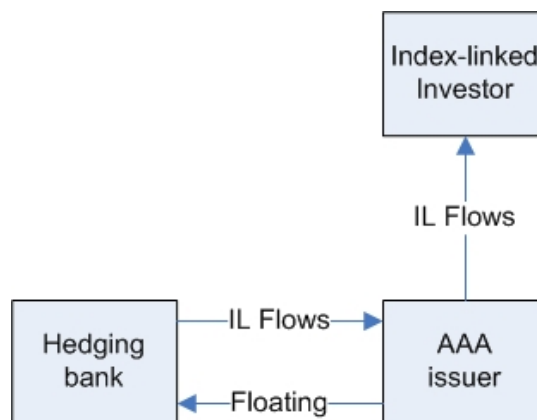 Index-linked
Investor
IL Flows
IL Flows
Hedging
bank
AAA
issuer
Floating